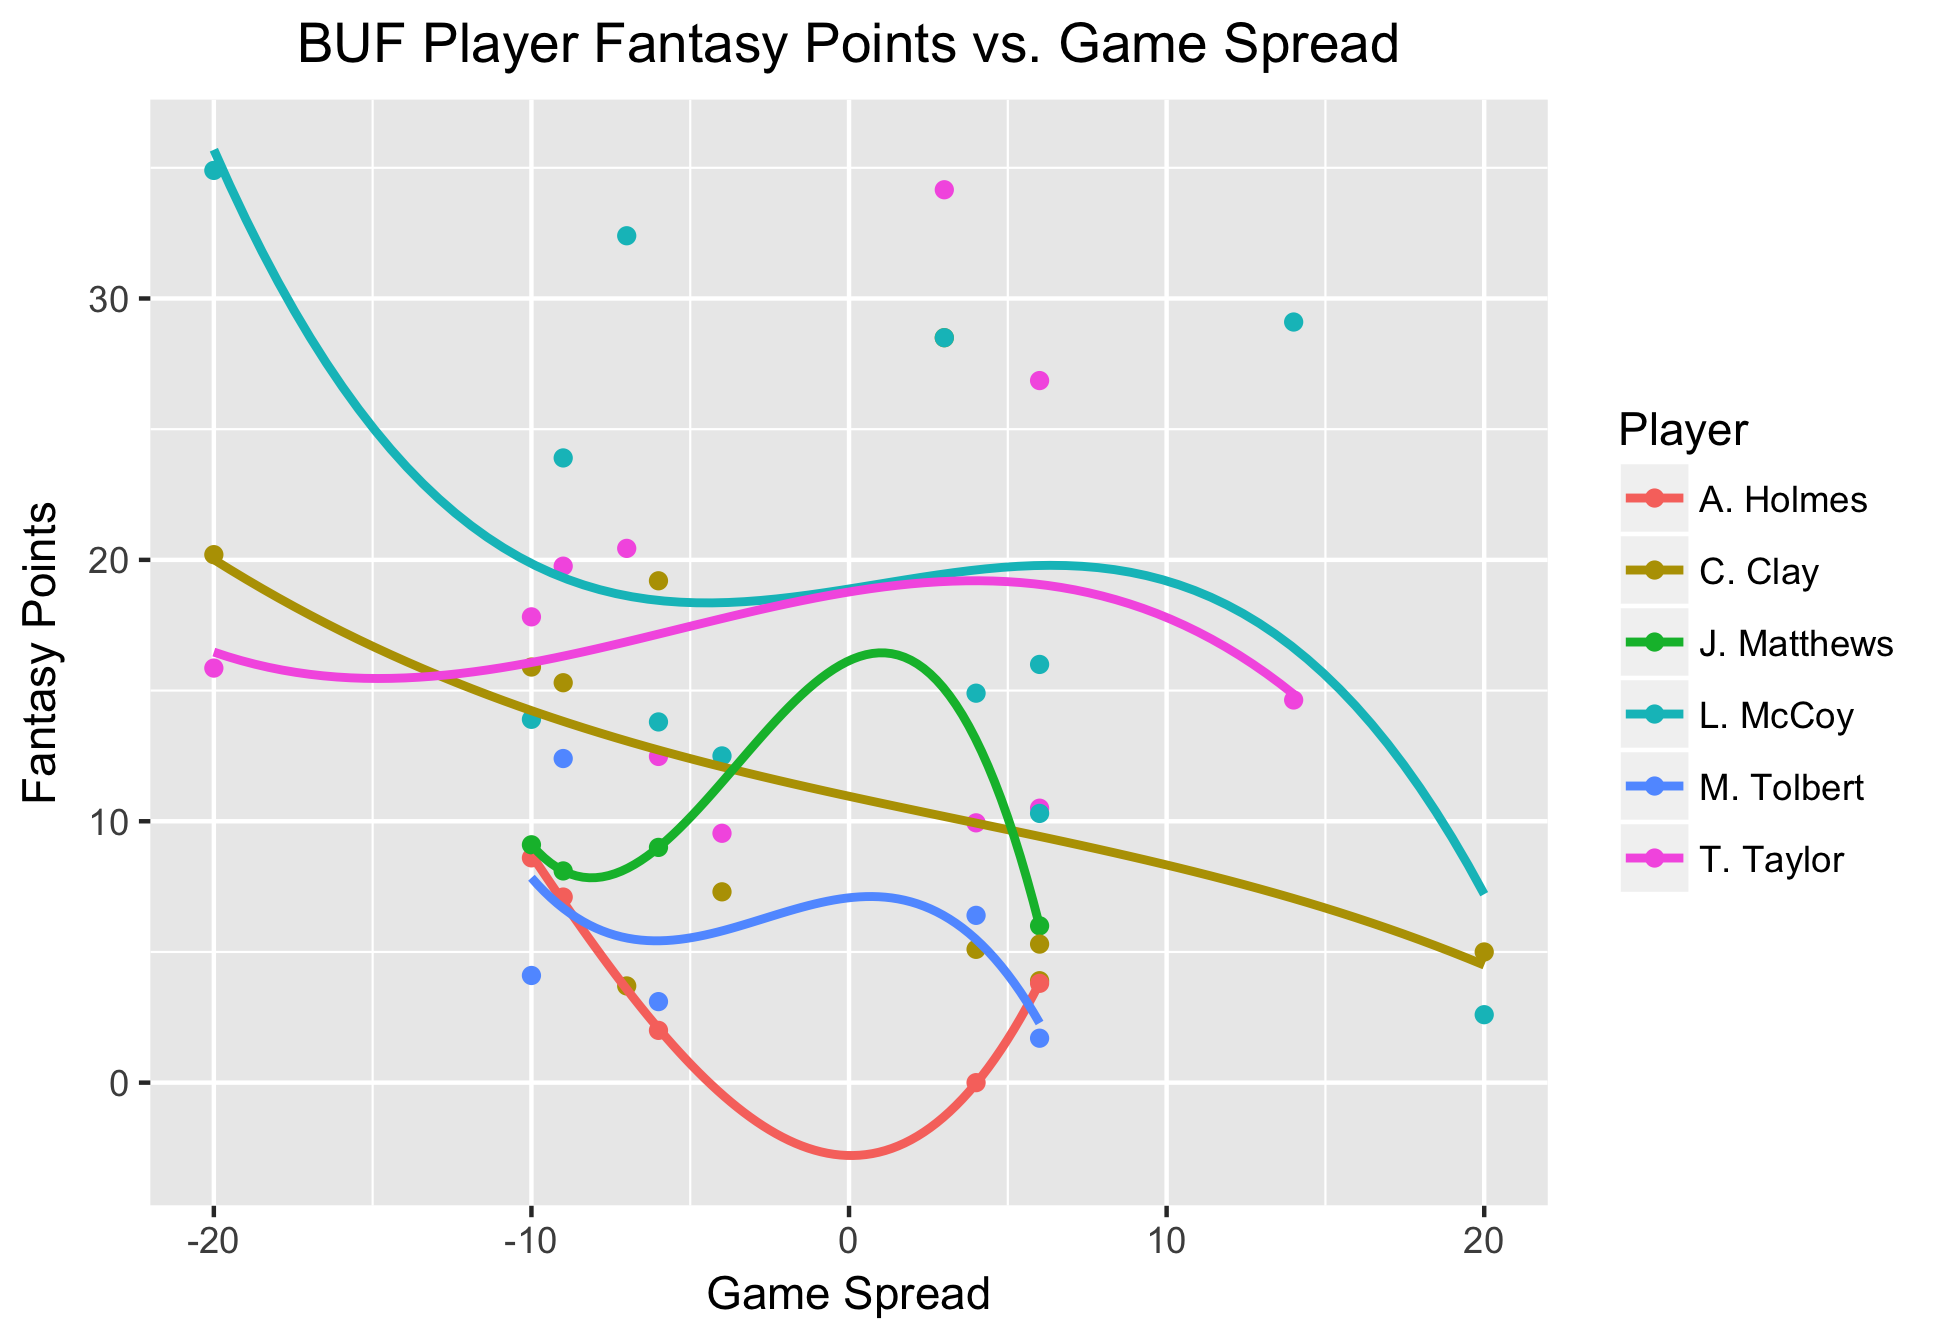 BUF Player Fantasy Points vs. Game Spread
Fantasy Points
30
20
10
0
-20
-10
0
10
20
Game Spread
Player
A. Holmes
C. Clay
J. Matthews
L. McCoy
M. Tolbert
T. Taylor